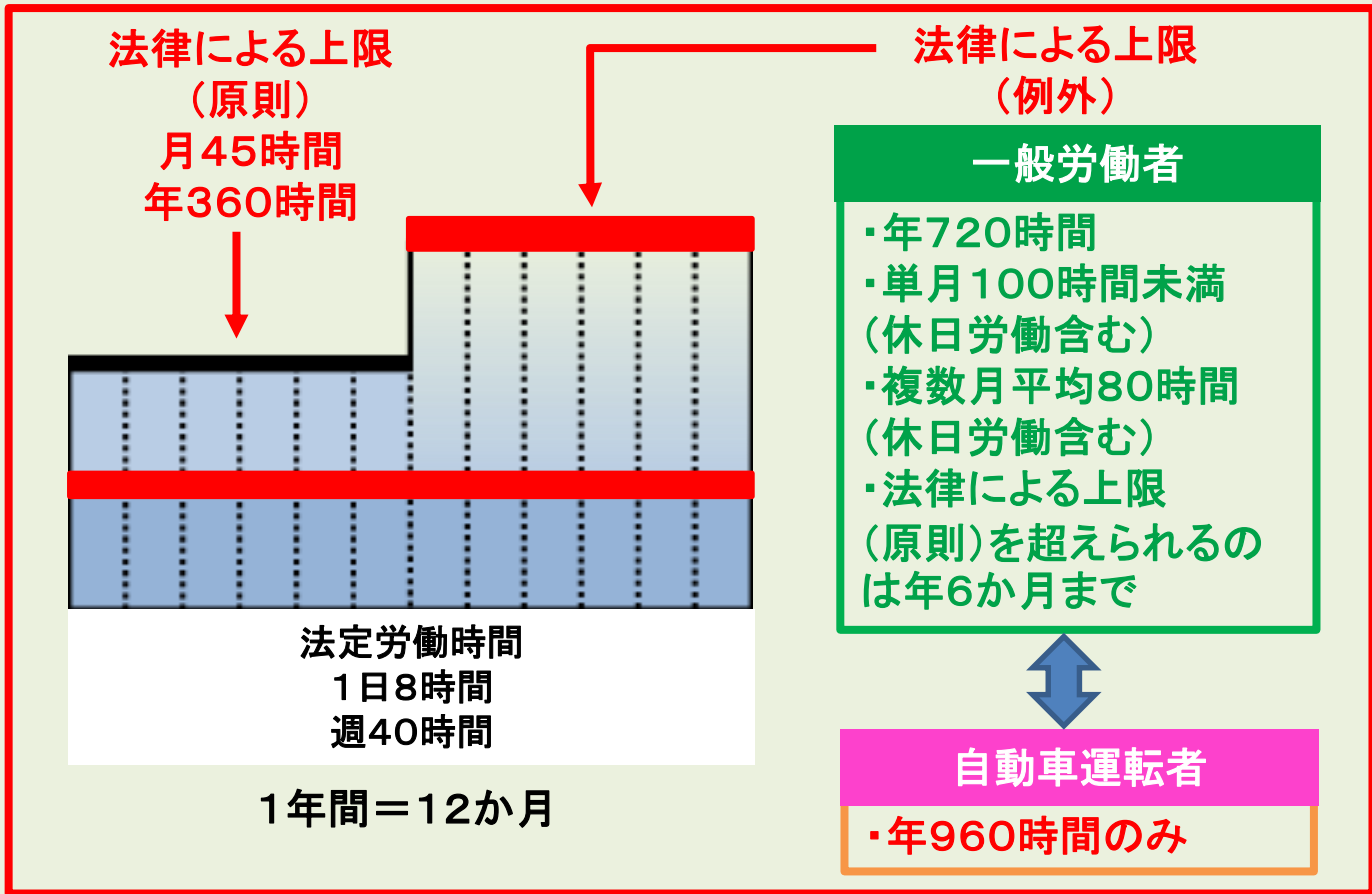 法律による上限
（原則）
月４５時間
年３６０時間
法律による上限
（例外）
一般労働者
・年７２０時間
・単月１００時間未満
（休日労働含む）
・複数月平均８０時間
（休日労働含む）
・法律による上限
（原則）を超えられるの
は年６か月まで
法定労働時間
１日８時間
週４０時間
１年間＝１２か月
自動車運転者
・年９６０時間のみ